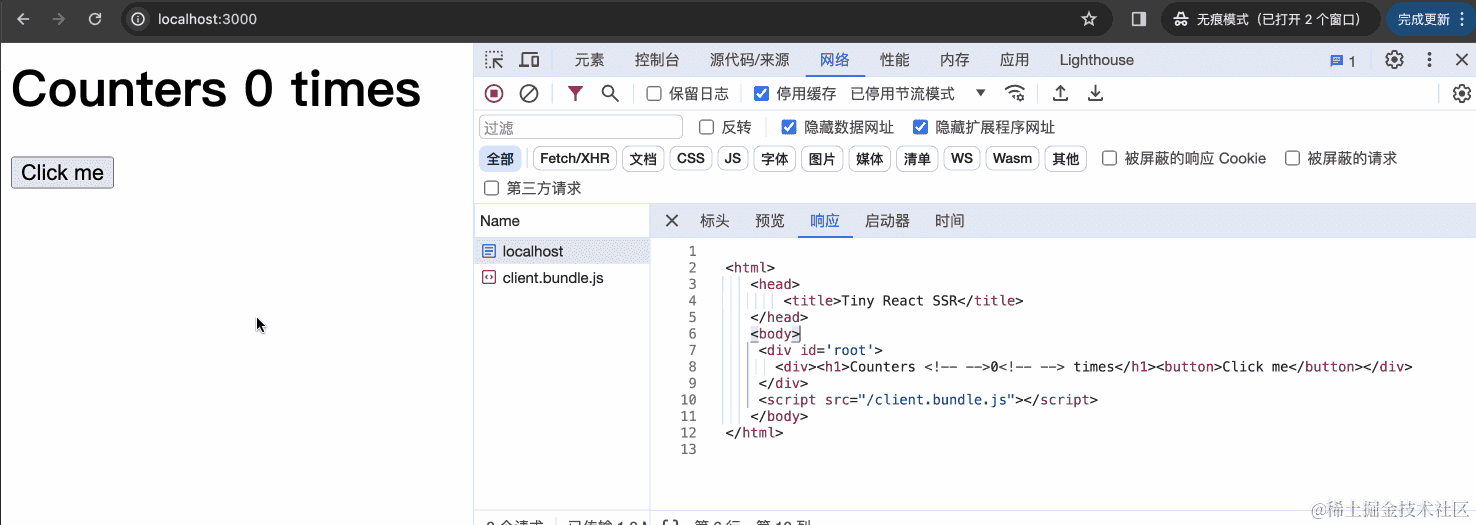 localhost:3000
无痕模式（已打开 2 个窗口）
完成更新
Counters 0 times
Click me
元素 控制台 源代码/来源 网络 性能 内存 应用 Lighthouse 1
保留日志 停用缓存 已停用节流模式
过滤 反转 隐藏数据网址 隐藏扩展程序网址
全部 Fetch/XHR 文档 CSS JS 字体 图片 媒体 清单 WS Wasm 其他 被屏蔽的响应 Cookie 被屏蔽的请求
第三方请求
Name
localhost
client.bundle.js
标头 预览 响应 启动器 时间
1
2 <html>
3 <head>
4 <title>Tiny React SSR</title>
5 </head>
6 <body>
7 <div id='root'>
8 <div><h1>Counters <!-- -->0<!-- --> times</h1><button>Click me</button></div>
9 </div>
10 <script src="/client.bundle.js"></script>
11 </body>
12 </html>
13
@稀土掘金技术社区